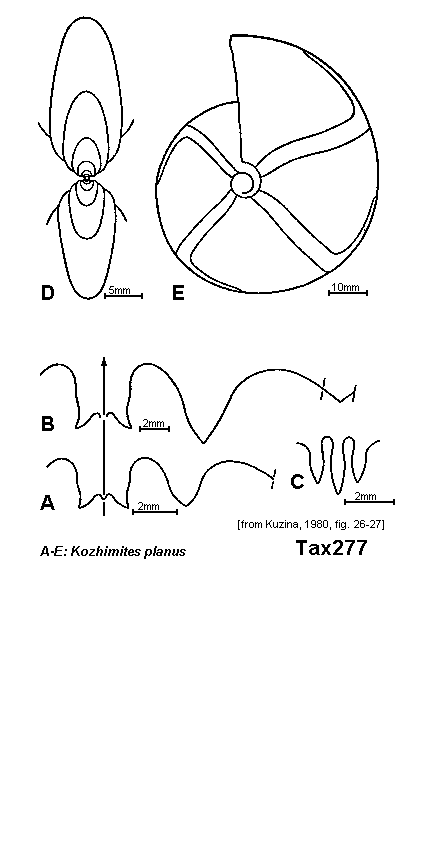 D
5mm
E
10mm
B
2mm
A
2mm
C
2mm
[from Kuzina, 1980, fig. 26-27]
A-E: Kozhimites planus
Tax277